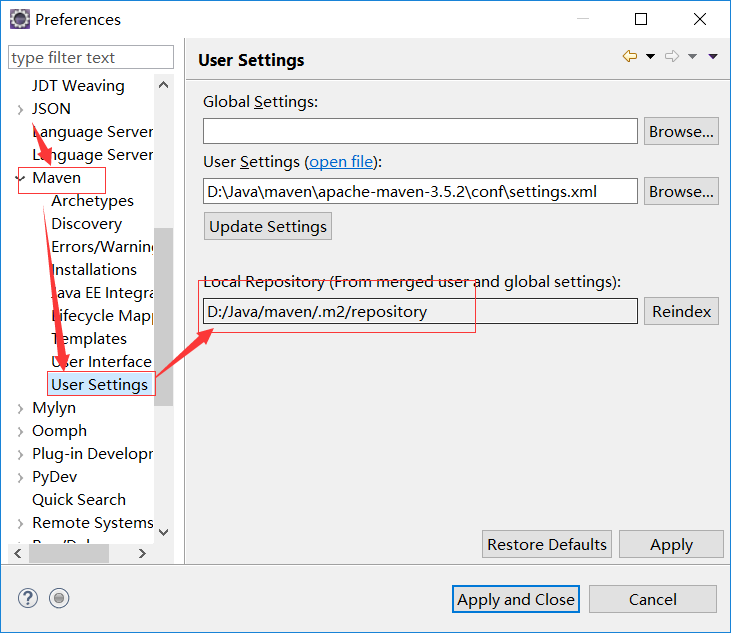 Preferences
type filter text
JDT Weaving
JSON
Language Server
Language Server
Maven
Archetypes
Discovery
Errors/Warning
Installations
Java EE Integra
Lifecycle Mapp
Templates
User Interface
User Settings
Mylyn
Oomph
Plug-in Developr
PyDev
Quick Search
Remote Systems
User Settings
Global Settings:
Browse...
User Settings (open file):
D:\Java\maven\apache-maven-3.5.2\conf\settings.xml
Browse...
Update Settings
Local Repository (From merged user and global settings):
D:/Java/maven/.m2/repository
Reindex
Restore Defaults
Apply
?
Apply and Close
Cancel